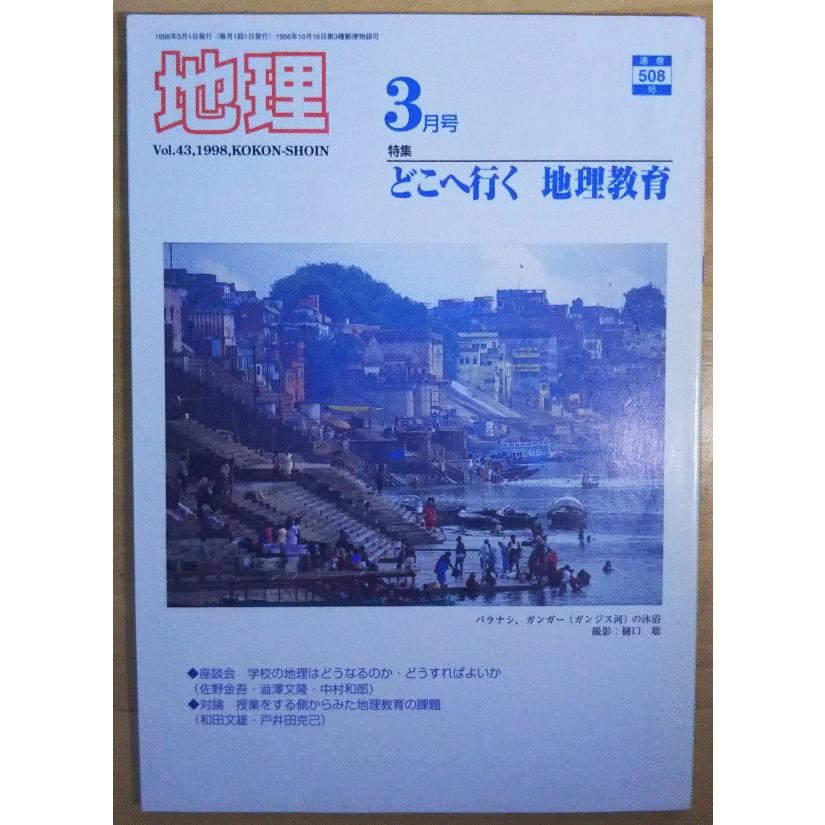 1998年3月1日発行(毎月1回1日発行)1956年10月16日第3種郵便物認可
地理
Vol.43,1998,KOKON-SHOIN
3月号
通巻
508
号
特集
どこへ行く 地理教育
バラナシ，ガンガー(ガンジス河)の沐浴
撮影：樋口 聡
◆座談会 学校の地理はどうなるのか・どうすればよいか
(佐野金吾・澁澤文隆・中村和郎)
◆対論 授業をする側からみた地理教育の課題
(和田文雄・戸井田克己)